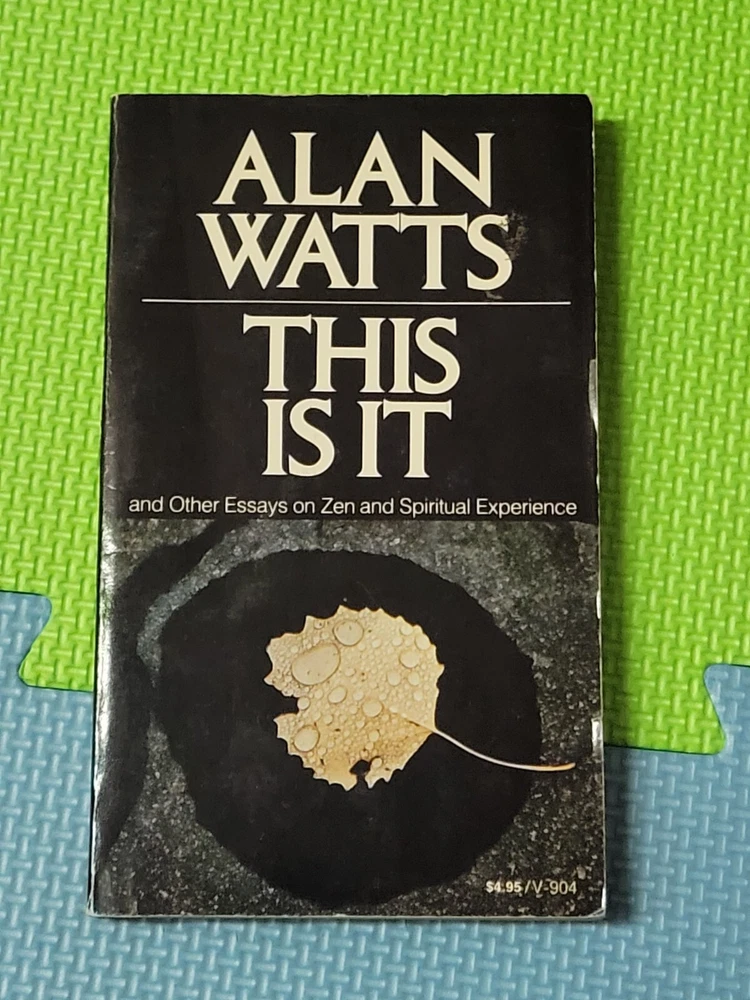 ALAN
WATTS
THIS
IS IT
and Other Essays on Zen and Spiritual Experience
$4.95/V-904